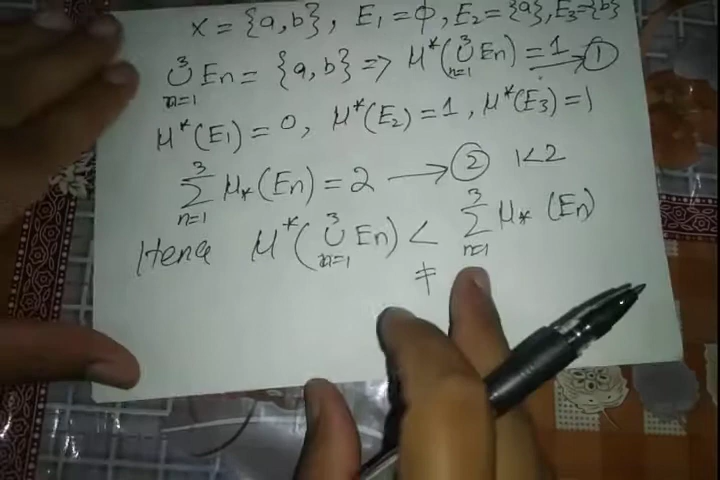 X = {a,b}, E₁ = ϕ, E₂ = {a}, E₃ = {b}
3 ∪ n=1 En = {a,b} => μ*(3 ∪ n=1 En) = 1 → ①
μ*(E₁) = 0, μ*(E₂) = 1, μ*(E₃) = 1
3 Σ n=1 μ*(En) = 2 → ② 1<2
Hence μ*(3 ∪ n=1 En) < 3 Σ n=1 μ* (En)
≠